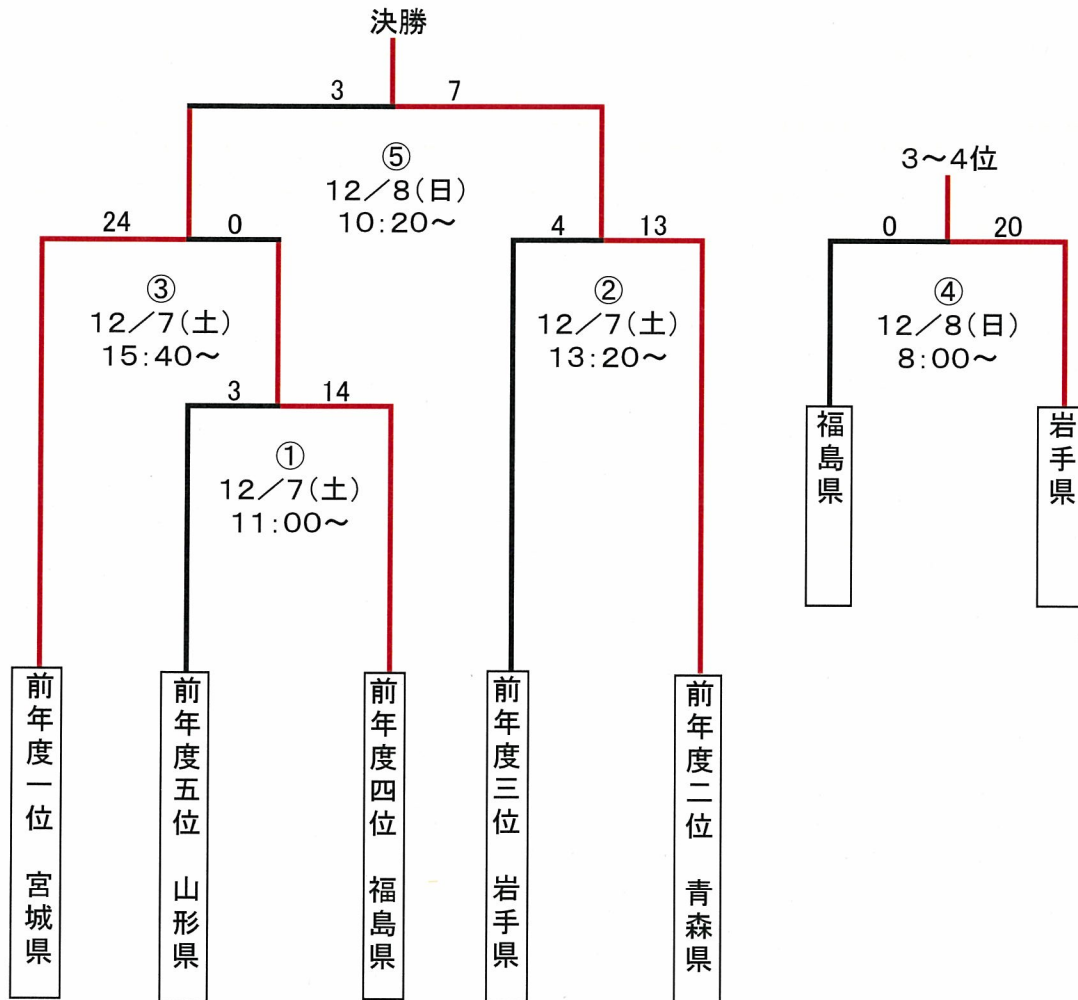 決勝
3 7
⑤
12／8(日)
10:20～
3～4位
24 0
4 13
0 20
③
12／7(土)
15:40～
②
12／7(土)
13:20～
④
12／8(日)
8:00～
3 14
①
12／7(土)
11:00～
福島県
岩手県
前年度一位 宮城県
前年度五位 山形県
前年度四位 福島県
前年度三位 岩手県
前年度二位 青森県